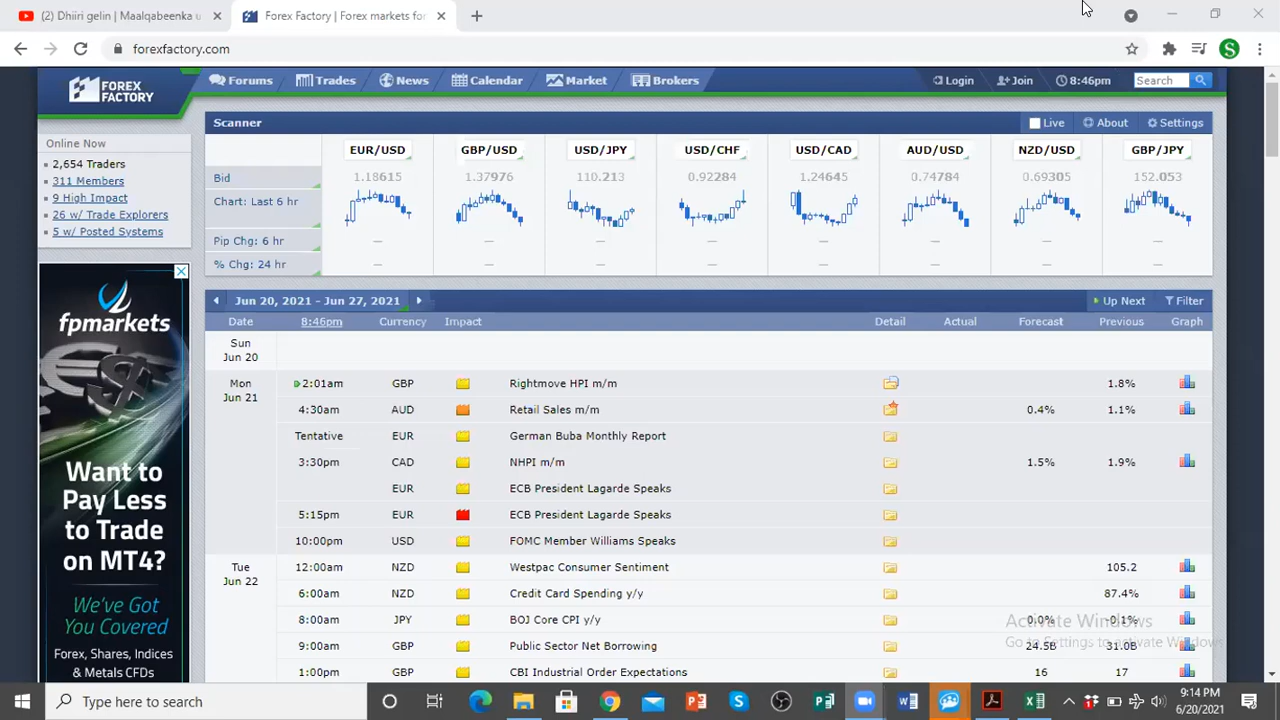 (2) Dhiiri gelin | Maalqabeenka u
Forex Factory | Forex markets for
forexfactory.com
S
FOREX FACTORY
Forums Trades News Calendar Market Brokers Login Join 8:46pm Search
Online Now
2,654 Traders
311 Members
9 High Impact
26 w/ Trade Explorers
5 w/ Posted Systems
Scanner Live About Settings
EUR/USD GBP/USD USD/JPY USD/CHF USD/CAD AUD/USD NZD/USD GBP/JPY
Bid 1.18615 1.37976 110.213 0.92284 1.24645 0.74784 0.69305 152.053
Chart: Last 6 hr
Pip Chg: 6 hr — — — — — — — —
% Chg: 24 hr — — — — — — — —
fpmarkets
Want to
Pay Less
to Trade
on MT4?
We've Got
You Covered
Forex, Shares, Indices
& Metals CFDs
Jun 20, 2021 - Jun 27, 2021 Up Next Filter
Date 8:46pm Currency Impact Detail Actual Forecast Previous Graph
Sun
Jun 20
Mon
Jun 21
2:01am GBP Rightmove HPI m/m 1.8%
4:30am AUD Retail Sales m/m 0.4% 1.1%
Tentative EUR German Buba Monthly Report
3:30pm CAD NHPI m/m 1.5% 1.9%
EUR ECB President Lagarde Speaks
5:15pm EUR ECB President Lagarde Speaks
10:00pm USD FOMC Member Williams Speaks
Tue
Jun 22
12:00am NZD Westpac Consumer Sentiment 105.2
6:00am NZD Credit Card Spending y/y 87.4%
8:00am JPY BOJ Core CPI y/y 0.0% 0.1%
9:00am GBP Public Sector Net Borrowing 24.5B 31.0B
1:00pm GBP CBI Industrial Order Expectations 16 17
Activate Windows
Go to Settings to activate Windows.
Type here to search
9:14 PM
6/20/2021